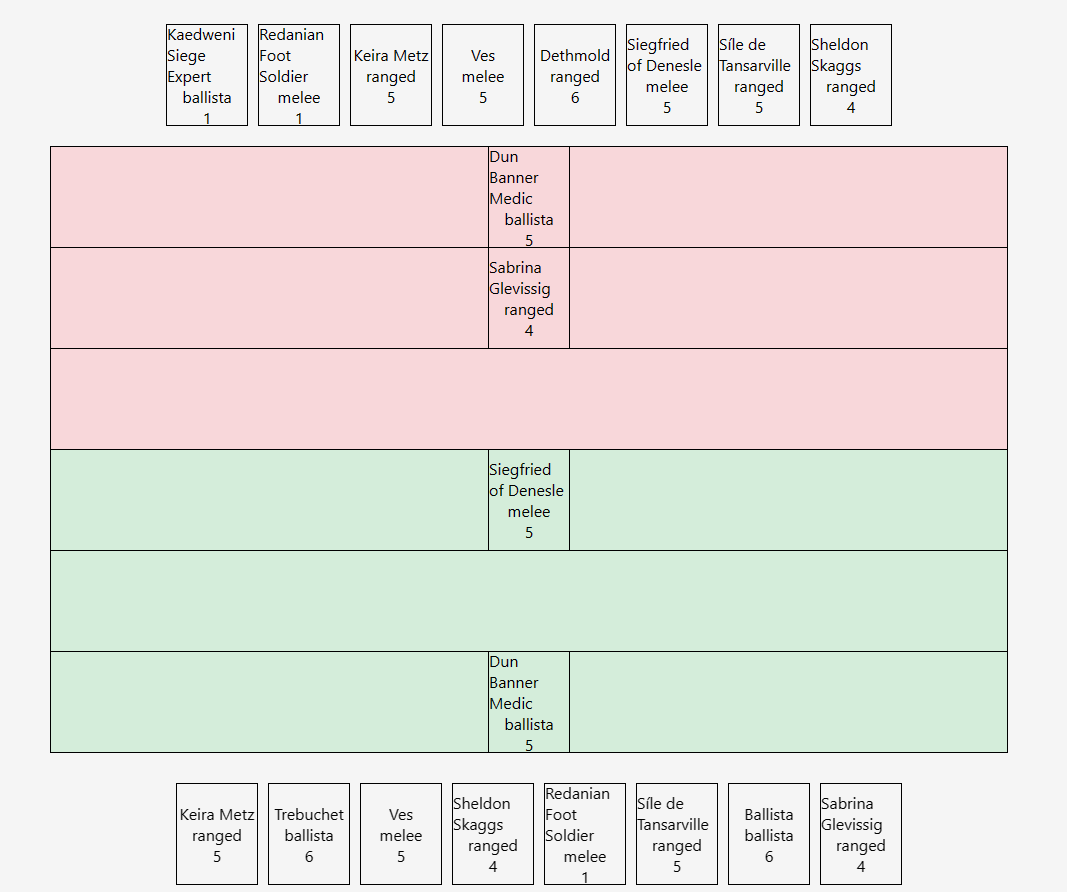 Kaedweni
Siege
Expert
ballista
1
Redanian
Foot
Soldier
melee
1
Keira Metz
ranged
5
Ves
melee
5
Dethmold
ranged
6
Siegfried
of Denesle
melee
5
Síle de
Tansarville
ranged
5
Sheldon
Skaggs
ranged
4
Dun
Banner
Medic
ballista
5
Sabrina
Glevissig
ranged
4
Siegfried
of Denesle
melee
5
Dun
Banner
Medic
ballista
5
Keira Metz
ranged
5
Trebuchet
ballista
6
Ves
melee
5
Sheldon
Skaggs
ranged
4
Redanian
Foot
Soldier
melee
1
Síle de
Tansarville
ranged
5
Ballista
ballista
6
Sabrina
Glevissig
ranged
4